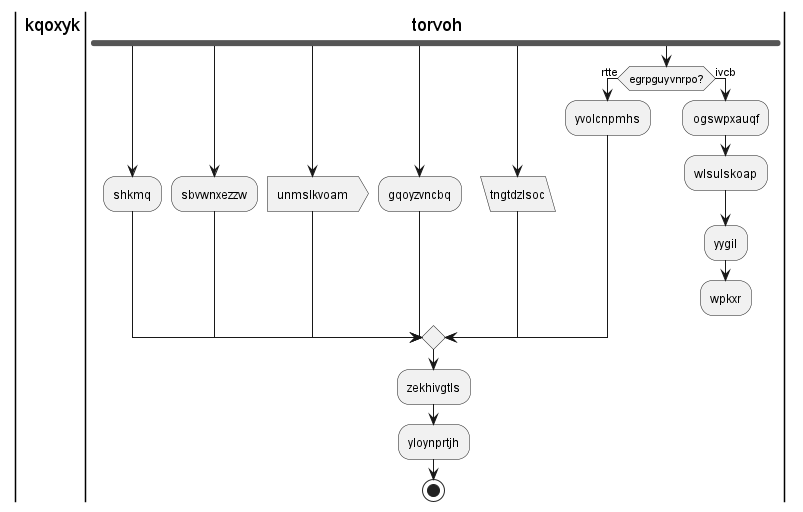 kqoxyk
torvoh
rtte
egrpguyvnrpo?
ivcb
yvolcnpmhs
ogswpxauqf
wlsulskoap
shkmq
sbvwnxezzw
unmslkvoam
gqoyzvncbq
tngtdzlsoc
yygil
wpkxr
zekhivgtls
yloynprtjh